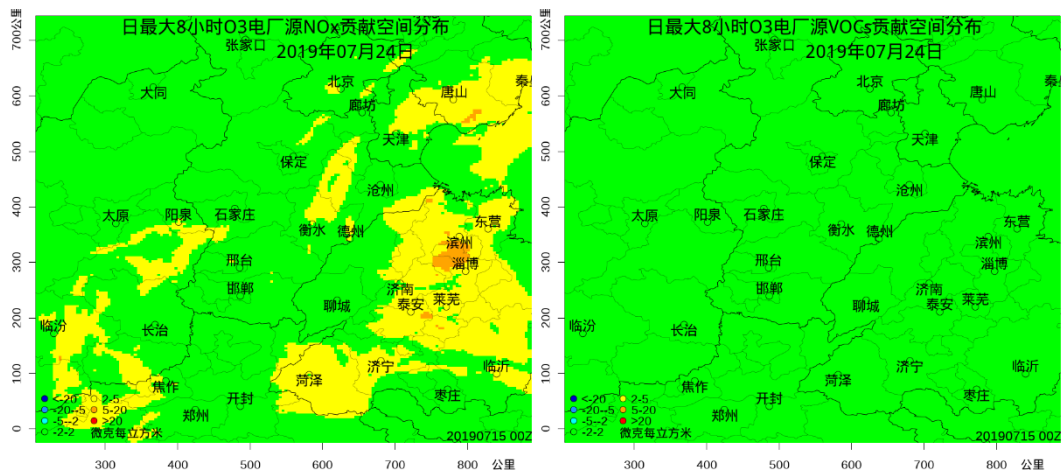 公里
日最大8小时O3电厂源NOx贡献空间分布
2019年07月24日
张家口
大同
北京
唐山
秦
廊坊
天津
保定
沧州
太原
阳泉
石家庄
衡水
德州
东营
滨州
淄博
邢台
邯郸
济南
聊城
泰安
莱芜
临汾
长治
焦作
菏泽
济宁
临沂
枣庄
开封
郑州
<-20
-20--5
-5--2
-2-2
2-5
5-20
>20
微克每立方米
20190715 00Z
0
100
200
300
400
500
600
700
300
400
500
600
700
800
公里
公里
日最大8小时O3电厂源VOCs贡献空间分布
2019年07月24日
张家口
大同
北京
唐山
秦
廊坊
天津
保定
沧州
太原
阳泉
石家庄
衡水
德州
东营
滨州
淄博
邢台
邯郸
济南
聊城
泰安
莱芜
临汾
长治
焦作
菏泽
济宁
临沂
枣庄
开封
郑州
<-20
-20--5
-5--2
-2-2
2-5
5-20
>20
微克每立方米
20190715 00Z
0
100
200
300
400
500
600
700
300
400
500
600
700
800
公里